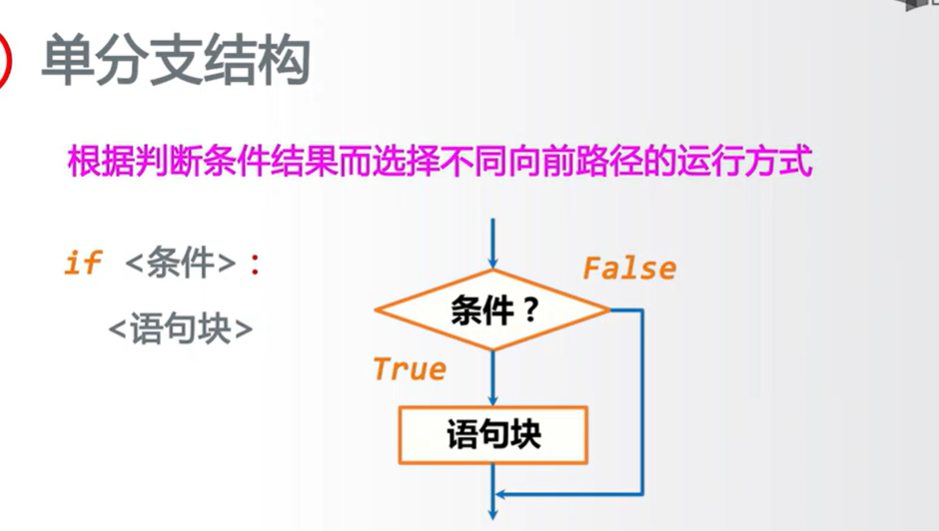 单分支结构
根据判断条件结果而选择不同向前路径的运行方式
if <条件>:
<语句块>
条件?
False
True
语句块